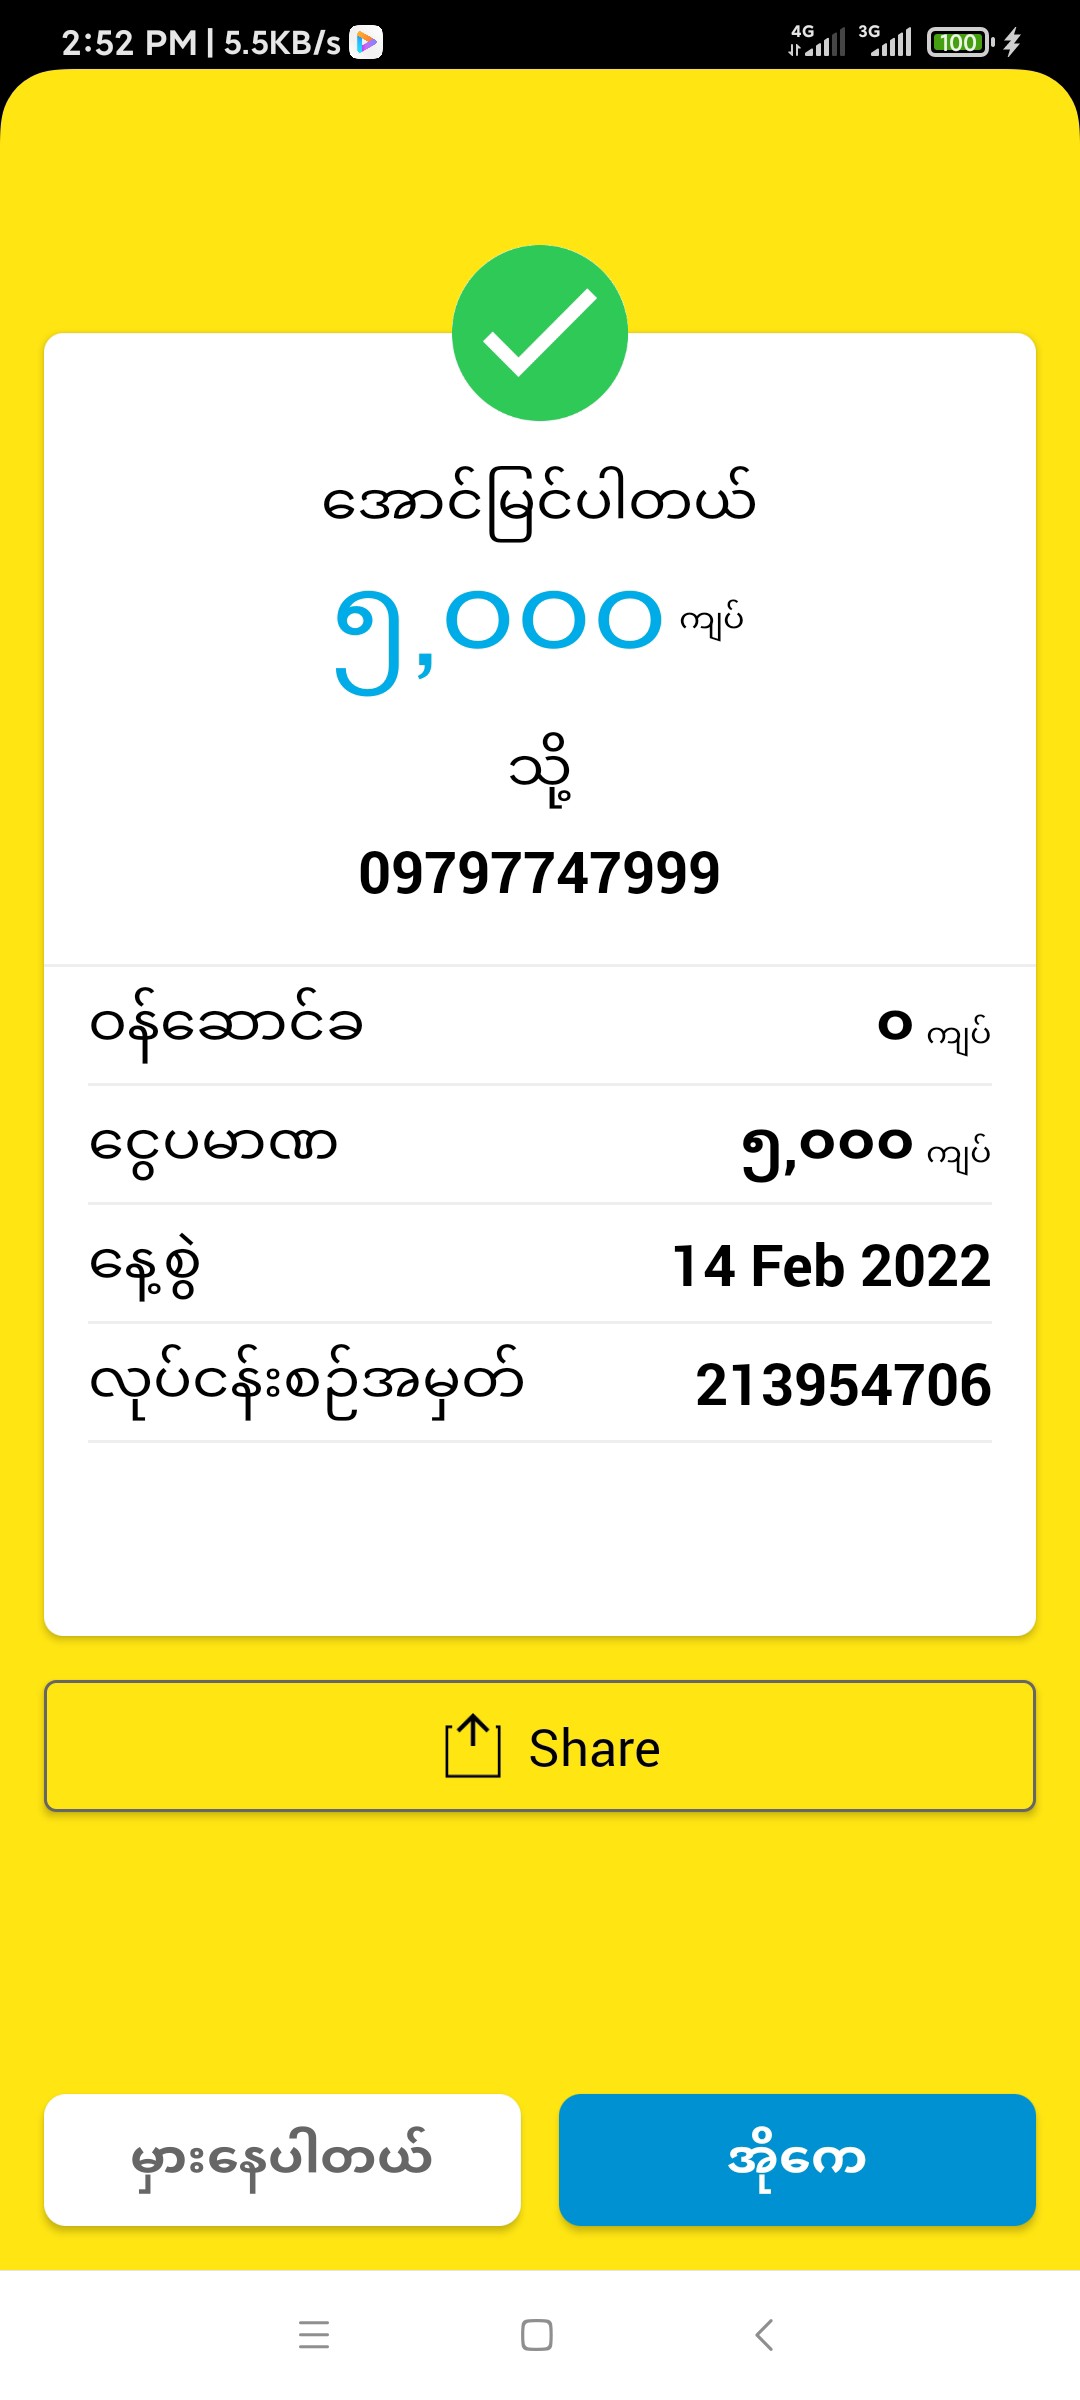 2:52 PM | 5.5KB/s 4G 3G 100
အောင်မြင်ပါတယ်
၅,၀၀၀ ကျပ်
သို့
09797747999
ဝန်ဆောင်ခ ၀ ကျပ်
ငွေပမာဏ ၅,၀၀၀ ကျပ်
နေ့စွဲ 14 Feb 2022
လုပ်ငန်းစဉ်အမှတ် 213954706
Share
မှားနေပါတယ် အိုကေ